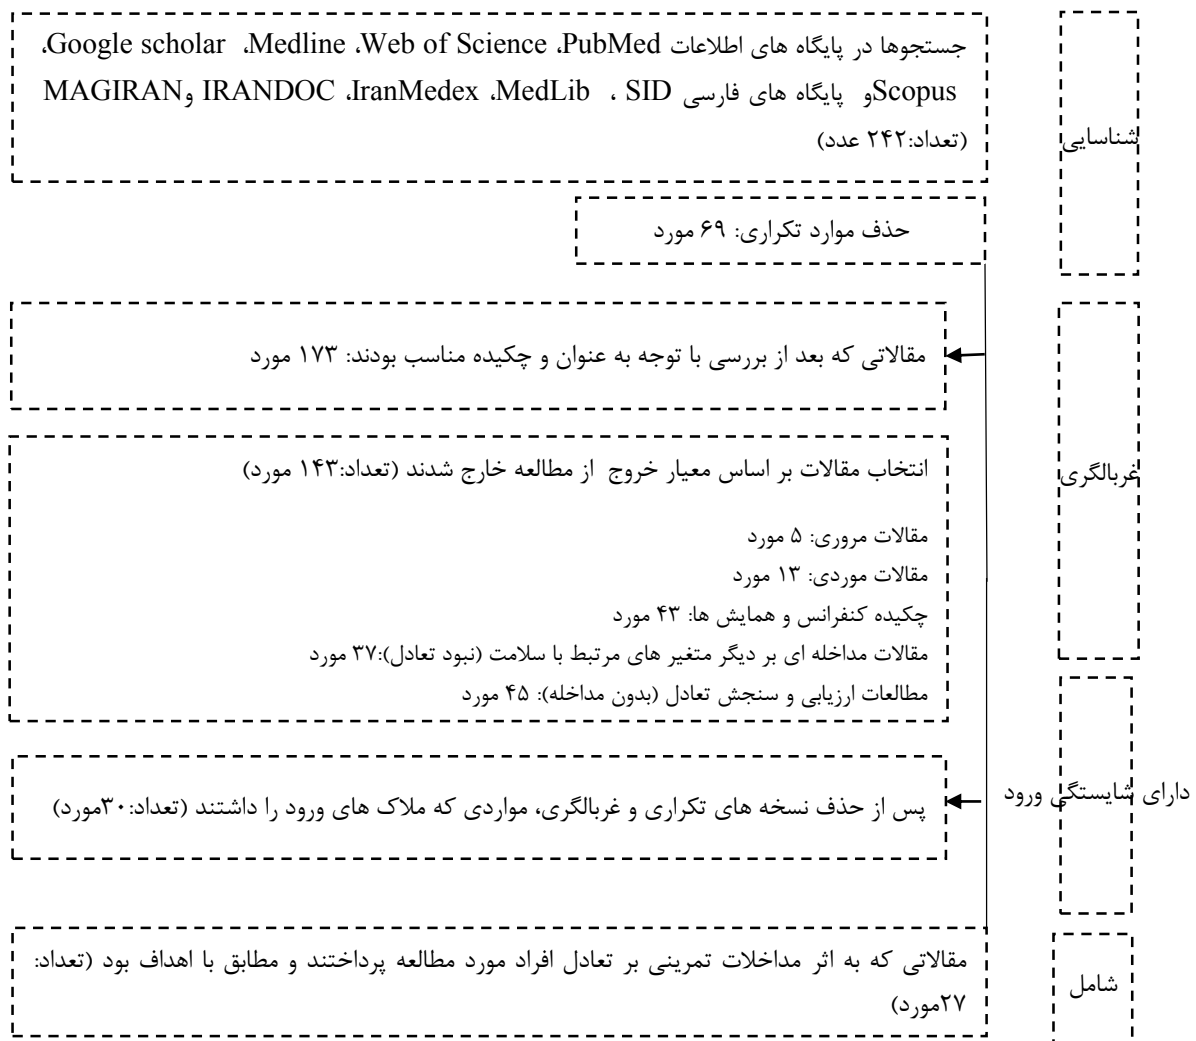 جستجوها در پایگاه های اطلاعات PubMed، Web of Science، Medline، Google scholar،
Scopusو پایگاه های فارسی SID ، MedLib، IranMedex، IRANDOC وMAGIRAN
(تعداد:۲۴۲ عدد)
شناسایی
حذف موارد تکراری: ۶۹ مورد
مقالاتی که بعد از بررسی با توجه به عنوان و چکیده مناسب بودند: ۱۷۳ مورد
غربالگری
انتخاب مقالات بر اساس معیار خروج از مطالعه خارج شدند (تعداد:۱۴۳ مورد)
مقالات مروری: ۵ مورد
مقالات موردی: ۱۳ مورد
چکیده کنفرانس و همایش ها: ۴۳ مورد
مقالات مداخله ای بر دیگر متغیر های مرتبط با سلامت (نبود تعادل):۳۷ مورد
مطالعات ارزیابی و سنجش تعادل (بدون مداخله): ۴۵ مورد
دارای شایستگی ورود
پس از حذف نسخه های تکراری و غربالگری، مواردی که ملاک های ورود را داشتند (تعداد:۳۰مورد)
مقالاتی که به اثر مداخلات تمرینی بر تعادل افراد مورد مطالعه پرداختند و مطابق با اهداف بود (تعداد:
۲۷مورد)
شامل